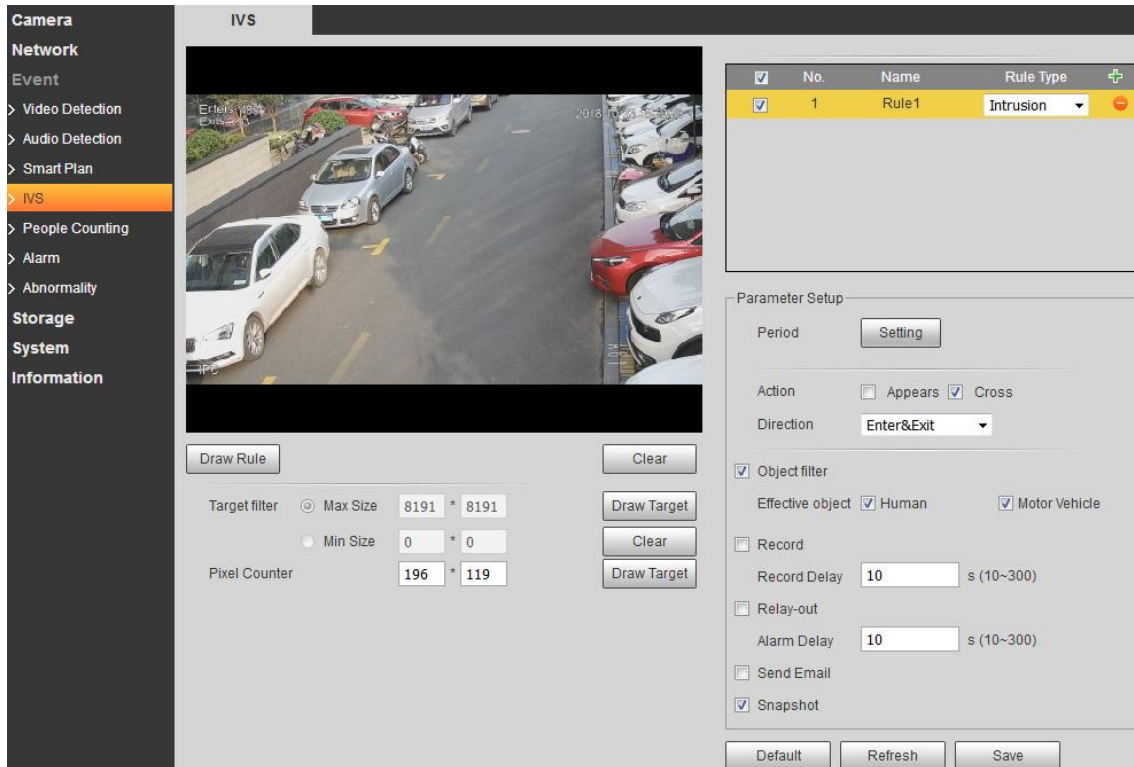 Camera
Network
Event
Video Detection
Audio Detection
Smart Plan
IVS
People Counting
Alarm
Abnormality
Storage
System
Information
IVS
2018
IPC
Draw Rule
Clear
Target filter Max Size 8191 * 8191 Draw Target
Min Size 0 * 0 Clear
Pixel Counter 196 * 119 Draw Target
No. Name Rule Type
1 Rule1 Intrusion
Parameter Setup
Period Setting
Action Appears Cross
Direction Enter&Exit
Object filter
Effective object Human Motor Vehicle
Record
Record Delay 10 s (10~300)
Relay-out
Alarm Delay 10 s (10~300)
Send Email
Snapshot
Default Refresh Save